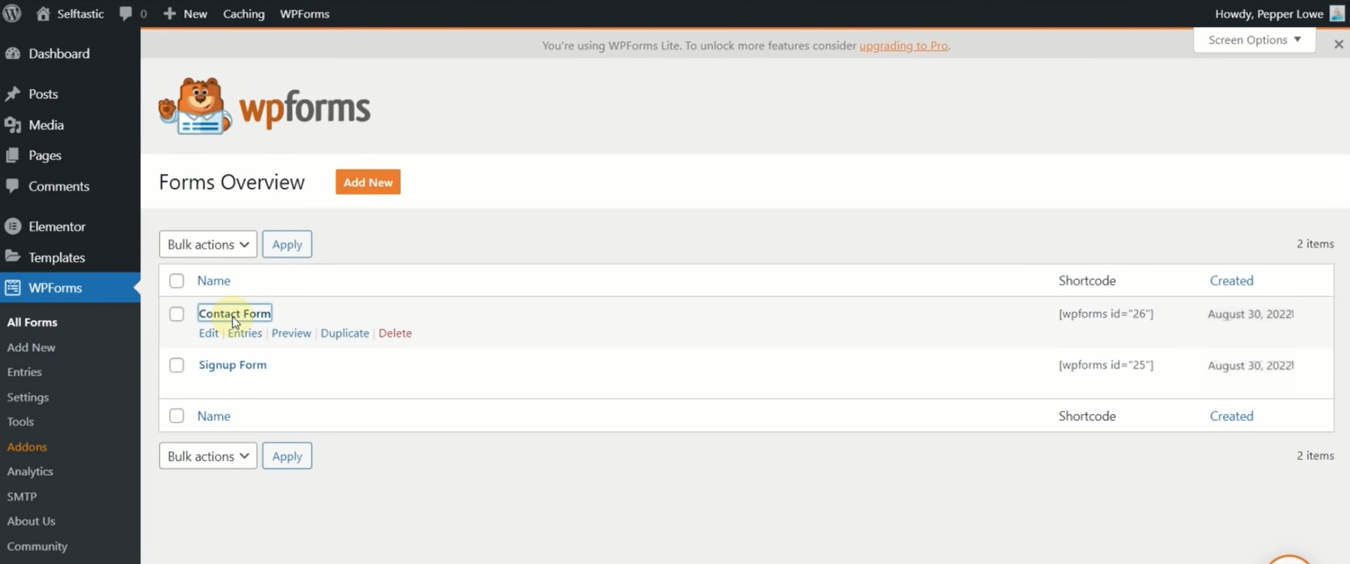 Selftastic 0 New Caching WPForms Howdy, Pepper Lowe
Dashboard
Posts
Media
Pages
Comments
Elementor
Templates
WPForms
All Forms
Add New
Entries
Settings
Tools
Addons
Analytics
SMTP
About Us
Community
You're using WPForms Lite. To unlock more features consider upgrading to Pro.
Screen Options
wpforms
Forms Overview Add New
Bulk actions Apply 2 items
Name Shortcode Created
Contact Form [wpforms id="26"] August 30, 2022
Edit | Entries | Preview | Duplicate | Delete
Signup Form [wpforms id="25"] August 30, 2022
Name Shortcode Created
Bulk actions Apply 2 items